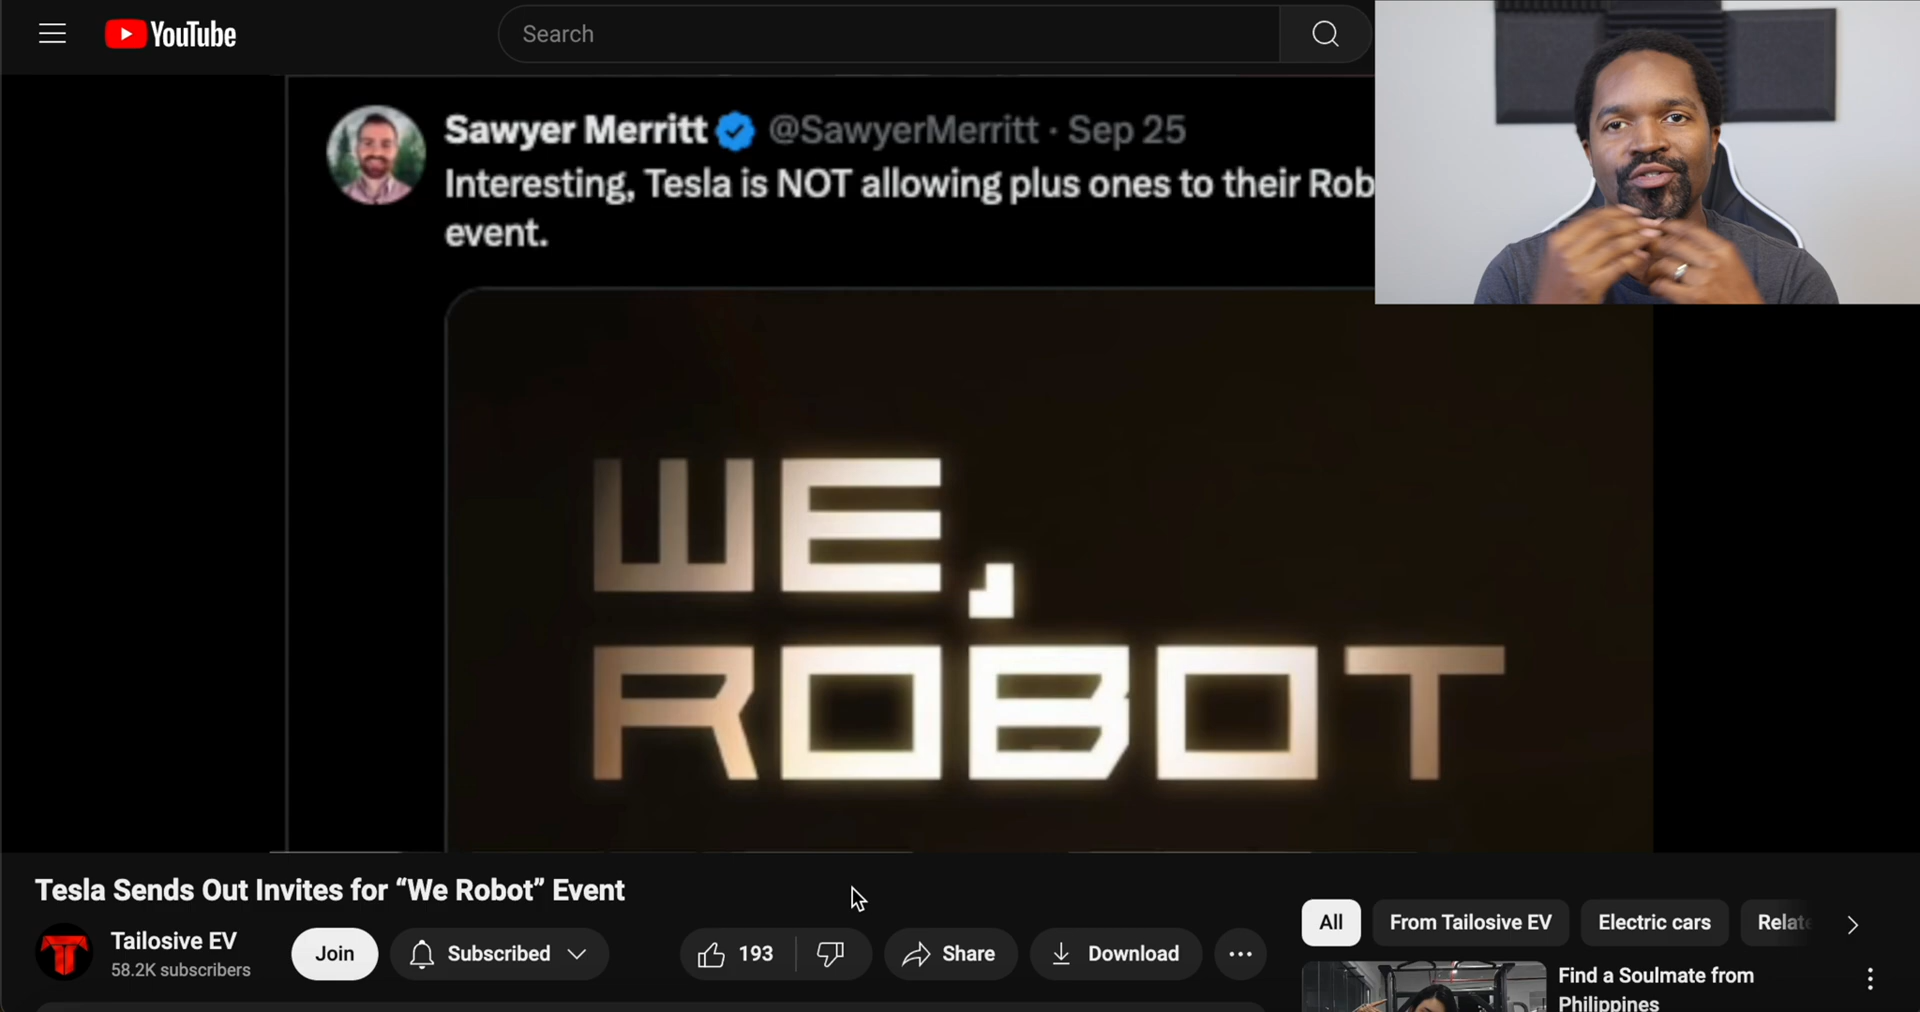 YouTube
Search
Sawyer Merritt @SawyerMerritt · Sep 25
Interesting, Tesla is NOT allowing plus ones to their
event.
WE,
ROBOT
Tesla Sends Out Invites for “We Robot” Event
Tailosive EV
58.2K subscribers
Join
Subscribed
193
Share
Download
All
From Tailosive EV
Electric cars
Find a Soulmate from
Philippines